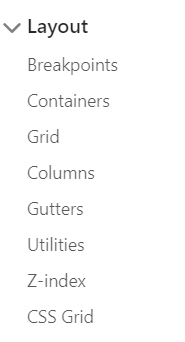 Layout
Breakpoints
Containers
Grid
Columns
Gutters
Utilities
Z-index
CSS Grid